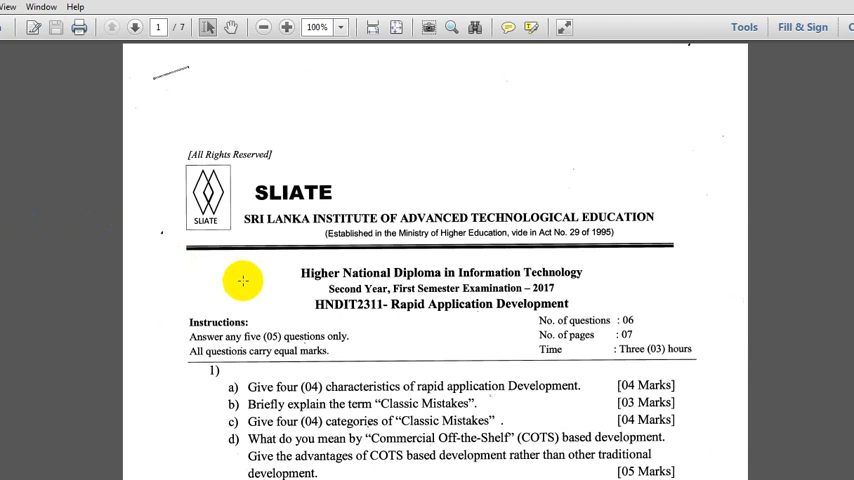 View Window Help
1 / 7 100% Tools Fill & Sign
[All Rights Reserved]
SLIATE
SLIATE
SRI LANKA INSTITUTE OF ADVANCED TECHNOLOGICAL EDUCATION
(Established in the Ministry of Higher Education, vide in Act No. 29 of 1995)
Higher National Diploma in Information Technology
Second Year, First Semester Examination – 2017
HNDIT2311- Rapid Application Development
Instructions: No. of questions : 06
Answer any five (05) questions only. No. of pages : 07
All questions carry equal marks. Time : Three (03) hours
1)
a) Give four (04) characteristics of rapid application Development. [04 Marks]
b) Briefly explain the term “Classic Mistakes”. [03 Marks]
c) Give four (04) categories of “Classic Mistakes” . [04 Marks]
d) What do you mean by “Commercial Off-the-Shelf” (COTS) based development.
Give the advantages of COTS based development rather than other traditional
development. [05 Marks]